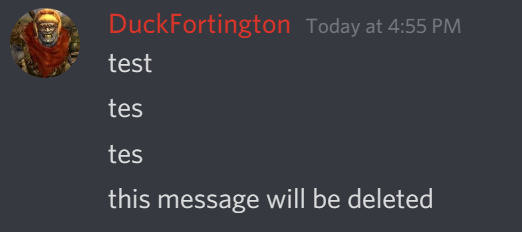 DuckFortington Today at 4:55 PM
test
tes
tes
this message will be deleted